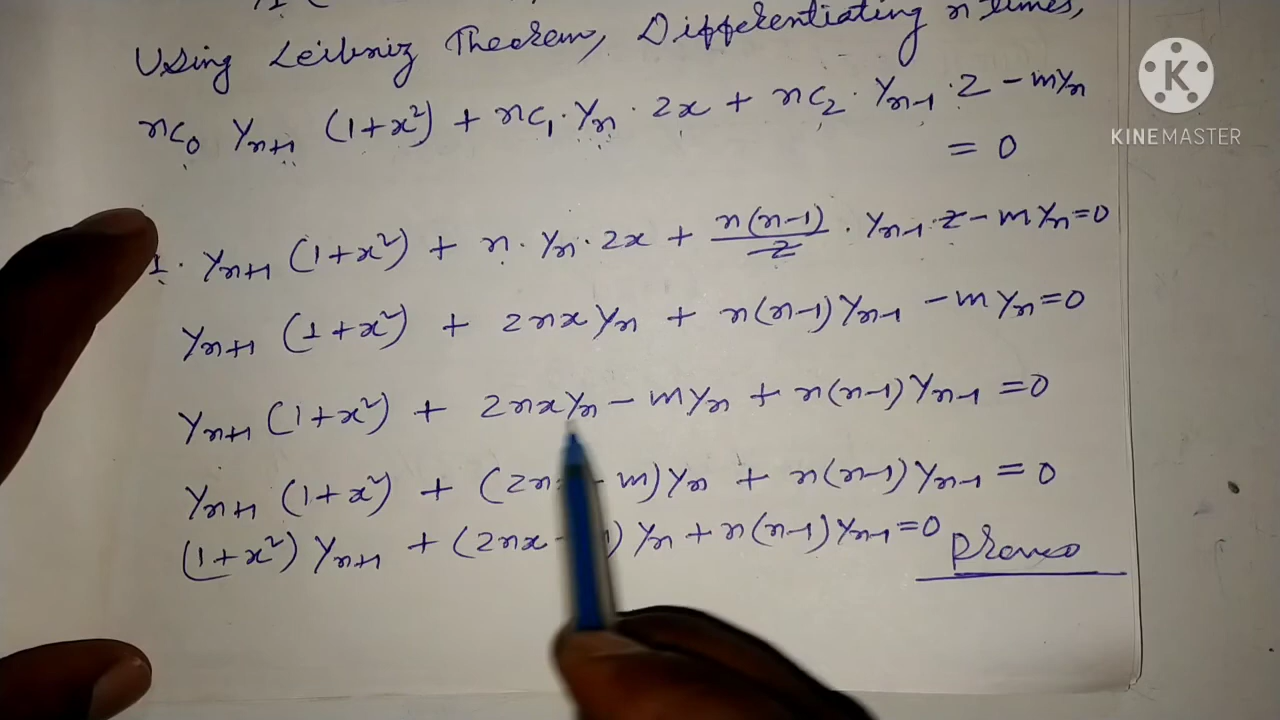 Using Leibniz Theorem, Differentiating n times,
nc₀ yₙ₊₁ (1+x²) + nc₁. yₙ . 2x + nc₂ . yₙ₋₁ . 2 - myₙ
= 0
1. yₙ₊₁ (1+x²) + n. yₙ . 2x + n(n-1)/2 . yₙ₋₁ 2 - myₙ=0
yₙ₊₁ (1+x²) + 2nxyₙ + n(n-1)yₙ₋₁ - myₙ=0
yₙ₊₁ (1+x²) + 2nxyₙ - myₙ + n(n-1)yₙ₋₁ =0
yₙ₊₁ (1+x²) + (2n - m)yₙ + n(n-1)yₙ₋₁ = 0
(1+x²) yₙ₊₁ + (2nx - ) yₙ + n(n-1)yₙ₋₁=0
K
KINEMASTER